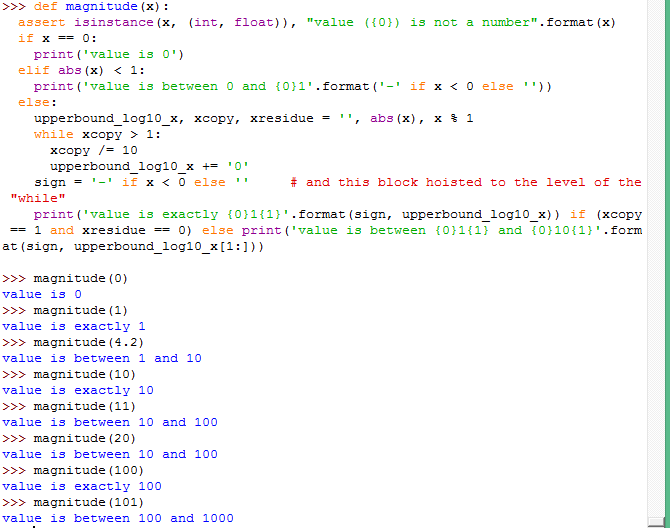 >>> def magnitude(x):
  assert isinstance(x, (int, float)), "value ({0}) is not a number".format(x)
  if x == 0:
    print('value is 0')
  elif abs(x) < 1:
    print('value is between 0 and {0}1'.format('-' if x < 0 else ''))
  else:
    upperbound_log10_x, xcopy, xresidue = '', abs(x), x % 1
    while xcopy > 1:
      xcopy /= 10
      upperbound_log10_x += '0'
    sign = '-' if x < 0 else ''     # and this block hoisted to the level of the
 "while"
    print('value is exactly {0}1{1}'.format(sign, upperbound_log10_x)) if (xcopy
 == 1 and xresidue == 0) else print('value is between {0}1{1} and {0}10{1}'.form
at(sign, upperbound_log10_x[1:]))

>>> magnitude(0)
value is 0
>>> magnitude(1)
value is exactly 1
>>> magnitude(4.2)
value is between 1 and 10
>>> magnitude(10)
value is exactly 10
>>> magnitude(11)
value is between 10 and 100
>>> magnitude(20)
value is between 10 and 100
>>> magnitude(100)
value is exactly 100
>>> magnitude(101)
value is between 100 and 1000